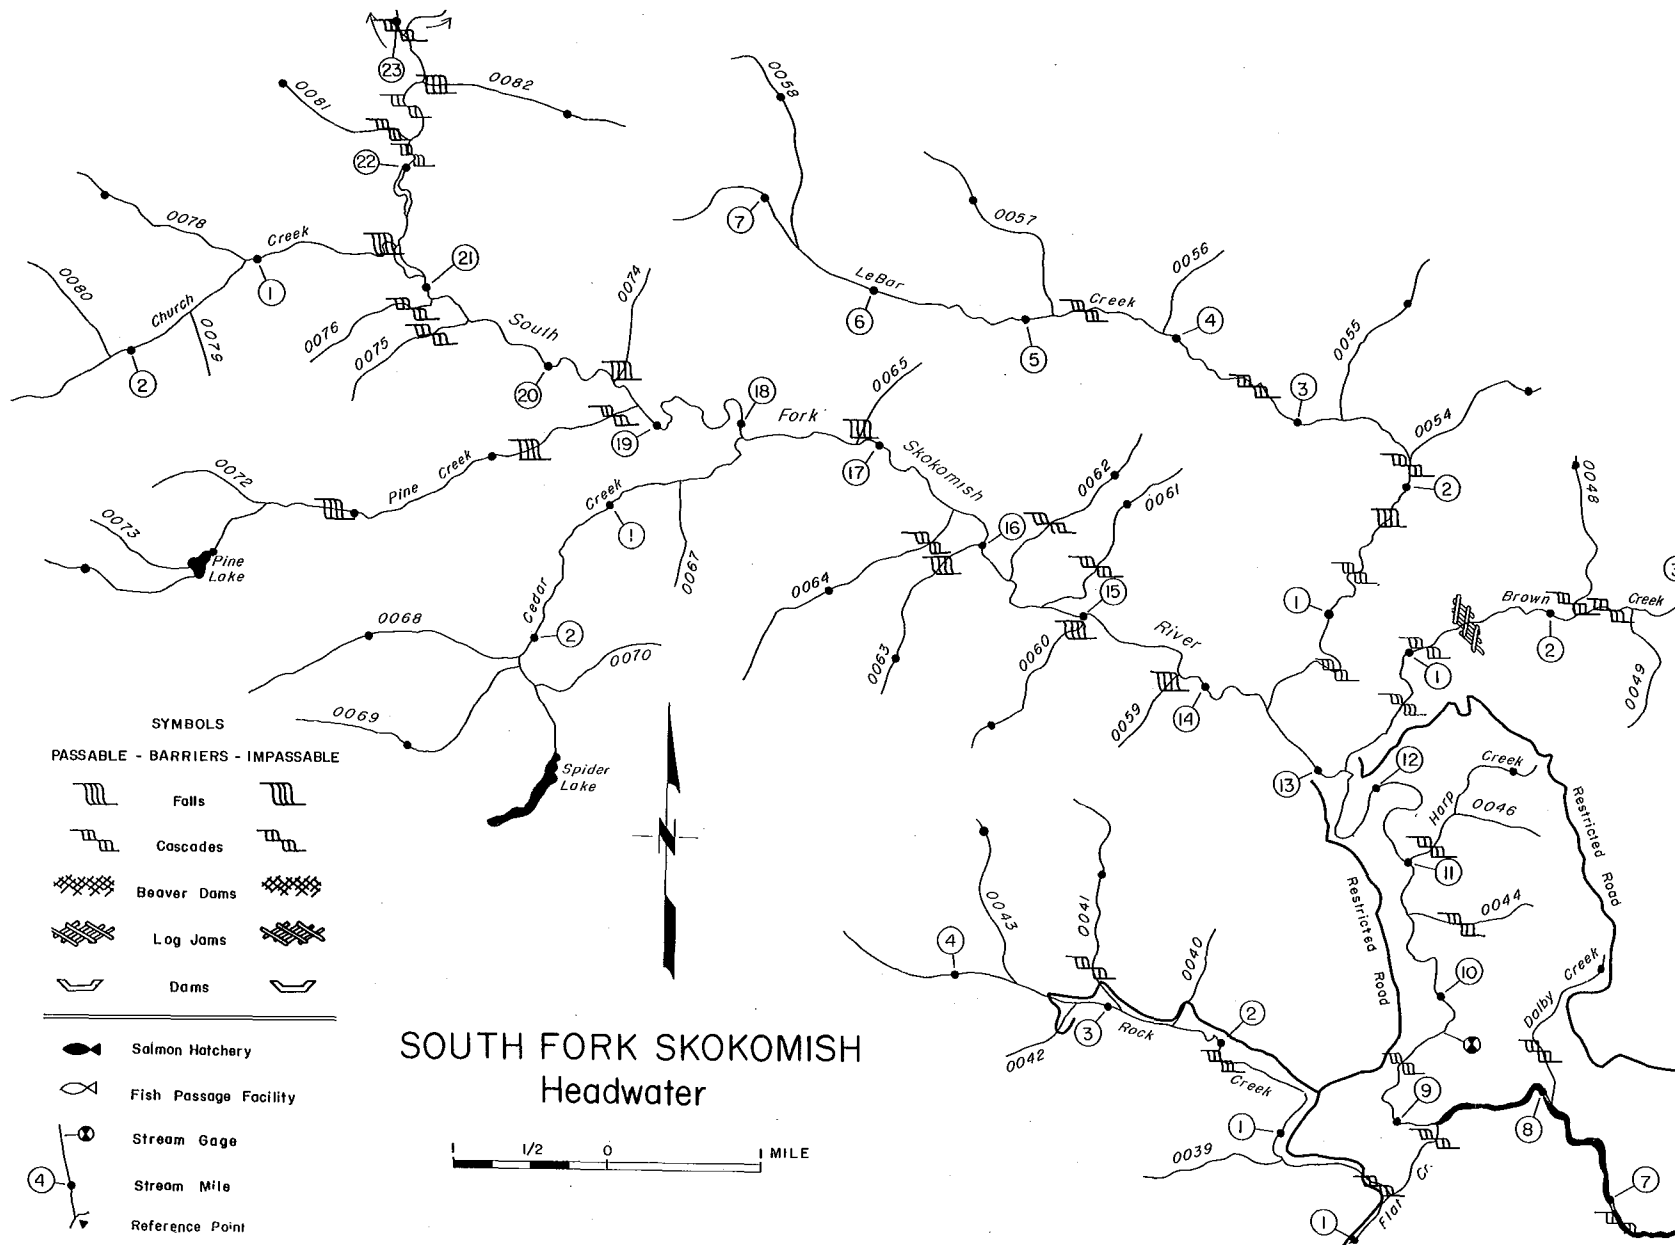 23
0082
0081
0058
22
0078
0057
7
Creek
21
0056
0080
1
0074
LeBar
Creek
Church
6
4
0079
0076
South
5
0055
0075
2
20
0065
3
18
Fork
0054
19
17
Skokomish
0072
Pine Creek
0062
0061
2
0048
0073
Creek
1
16
Pine
Lake
0067
0064
15
1
Brown
Creek
3
Cedar
2
0068
0070
0063
0060
River
2
1
0049
0069
0059
14
SYMBOLS
PASSABLE - BARRIERS - IMPASSABLE
Falls
Cascades
Beaver Dams
Log Jams
Dams
Salmon Hatchery
Fish Passage Facility
Stream Gage
4
Stream Mile
Reference Point
Spider
Lake
N
13
12
Creek
Harp
0046
Restricted Road
11
Restricted Road
0044
0043
0041
0040
4
10
Creek
Dalby
2
3
Rock
0042
Creek
9
8
1
0039
Cr.
Flat
1
7
SOUTH FORK SKOKOMISH
Headwater
1 1/2 0 1 MILE